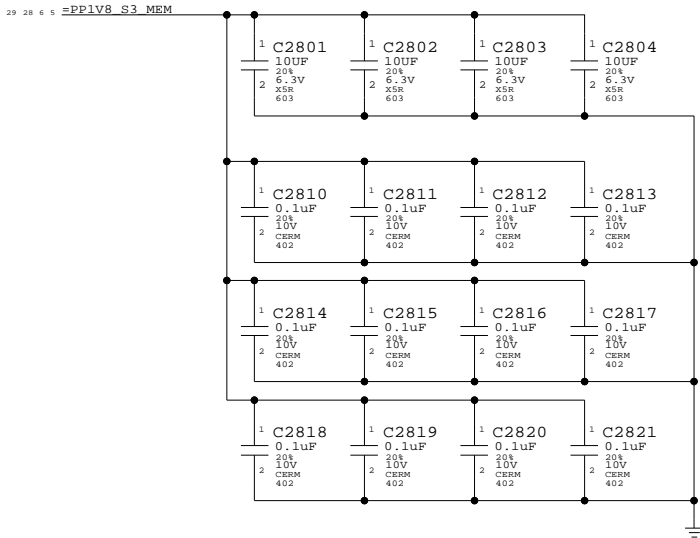 29 28 6 5 =PP1V8_S3_MEM
1 C2801 10UF 20% 6.3V X5R 603 2
1 C2802 10UF 20% 6.3V X5R 603 2
1 C2803 10UF 20% 6.3V X5R 603 2
1 C2804 10UF 20% 6.3V X5R 603 2
1 C2810 0.1uF 20% 10V CERM 402 2
1 C2811 0.1uF 20% 10V CERM 402 2
1 C2812 0.1uF 20% 10V CERM 402 2
1 C2813 0.1uF 20% 10V CERM 402 2
1 C2814 0.1uF 20% 10V CERM 402 2
1 C2815 0.1uF 20% 10V CERM 402 2
1 C2816 0.1uF 20% 10V CERM 402 2
1 C2817 0.1uF 20% 10V CERM 402 2
1 C2818 0.1uF 20% 10V CERM 402 2
1 C2819 0.1uF 20% 10V CERM 402 2
1 C2820 0.1uF 20% 10V CERM 402 2
1 C2821 0.1uF 20% 10V CERM 402 2